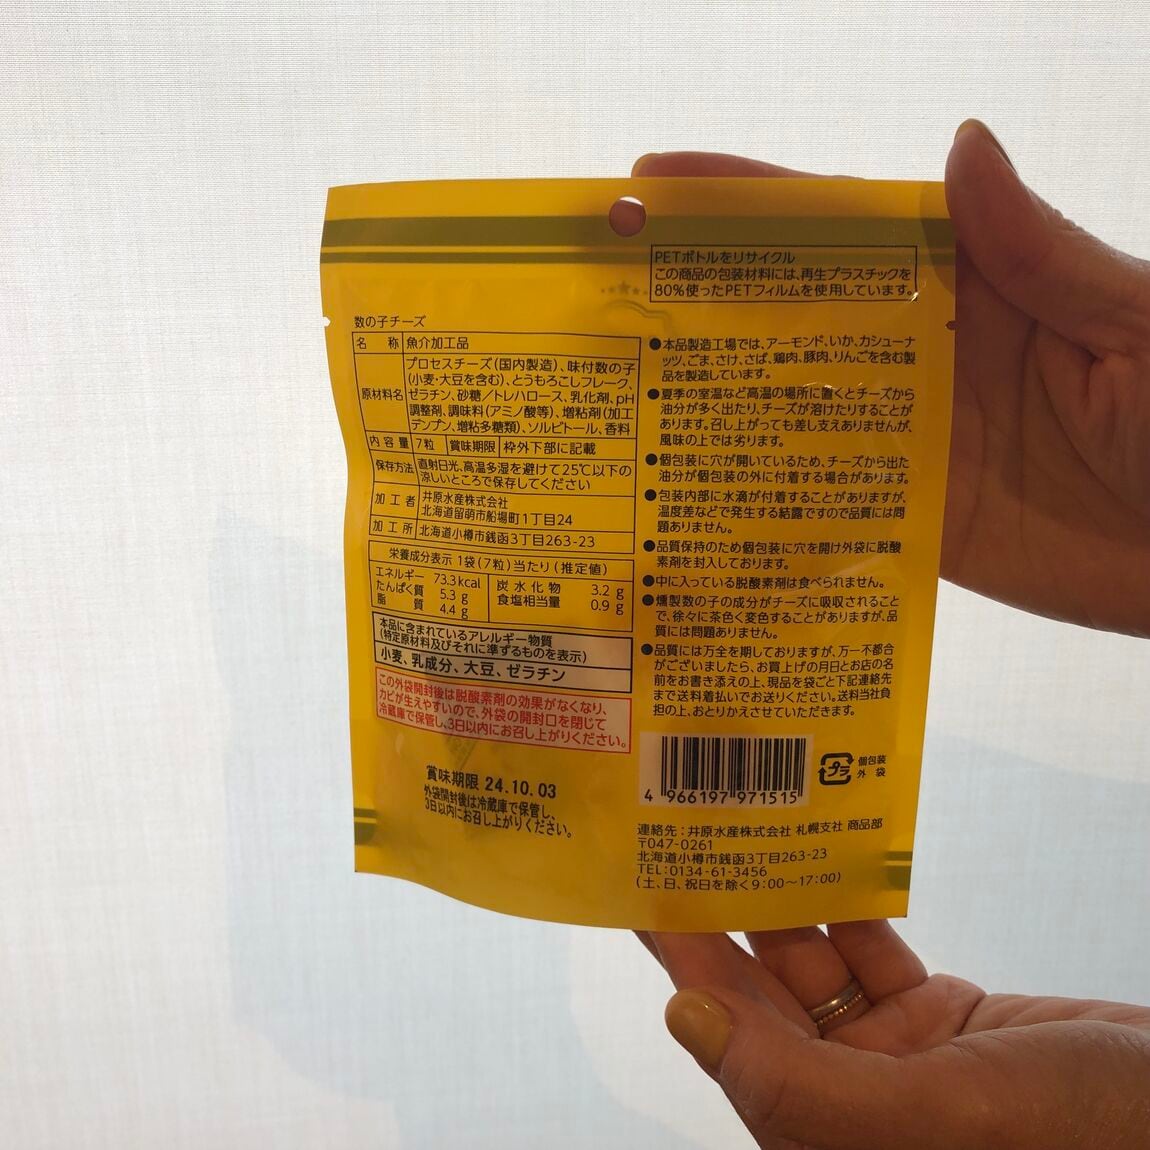 PETボトルをリサイクル
この商品の包装材料には、再生プラスチックを
80%使ったPETフィルムを使用しています。
数の子チーズ
名 称 魚介加工品
原材料名 プロセスチーズ(国内製造)、味付数の子
(小麦・大豆を含む)、とうもろこしフレーク、
ゼラチン、砂糖/トレハロース、乳化剤、pH
調整剤、調味料(アミノ酸等)、増粘剤(加工
デンプン、増粘多糖類)、ソルビトール、香料
内容量 7粒 賞味期限 枠外下部に記載
保存方法 直射日光、高温多湿を避けて25℃以下の
涼しいところで保存してください
加工者 井原水産株式会社
北海道留萌市船場町1丁目24
加工所 北海道小樽市銭函3丁目263-23
栄養成分表示 1袋(7粒)当たり(推定値)
エネルギー 73.3kcal 炭水化物 3.2g
たんぱく質 5.3g 食塩相当量 0.9g
脂質 4.4g
本品に含まれているアレルギー物質
(特定原材料及びそれに準ずるものを表示)
小麦、乳成分、大豆、ゼラチン
この外袋開封後は脱酸素剤の効果がなくなり、
カビが生えやすいので、外袋の開封口を閉じて
冷蔵庫で保管し、3日以内にお召し上がりください。
賞味期限 24.10.03
外袋開封後は冷蔵庫で保管し、
3日以内にお召し上がりください。
●本品製造工場では、アーモンド、いか、カシューナ
ッツ、ごま、さけ、さば、鶏肉、豚肉、りんごを含む製
品を製造しています。
●夏季の室温など高温の場所に置くとチーズから
油分が多く出たり、チーズが溶けたりすることが
あります。召し上がっても差し支えありませんが、
風味の上では劣ります。
●個包装に穴が開いているため、チーズから出た
油分が個包装の外に付着する場合があります。
●包装内部に水滴が付着することがありますが、
温度差などで発生する結露ですので品質には問
題ありません。
●品質保持のため個包装に穴を開け外袋に脱酸
素剤を封入しております。
●中に入っている脱酸素剤は食べられません。
●燻製数の子の成分がチーズに吸収されること
で、徐々に茶色く変色することがありますが、品
質には問題ありません。
●品質には万全を期しておりますが、万一不都合
がございましたら、お買上げの月日とお店の名
前をお書き添えの上、現品を袋ごと下記連絡先
まで送料着払いでお送りください。送料当社負
担の上、おとりかえさせていただきます。
4 966197 971515
プラ 個包装
外 袋
連絡先:井原水産株式会社 札幌支社 商品部
〒047-0261
北海道小樽市銭函3丁目263-23
TEL:0134-61-3456
(土、日、祝日を除く9:00〜17:00)